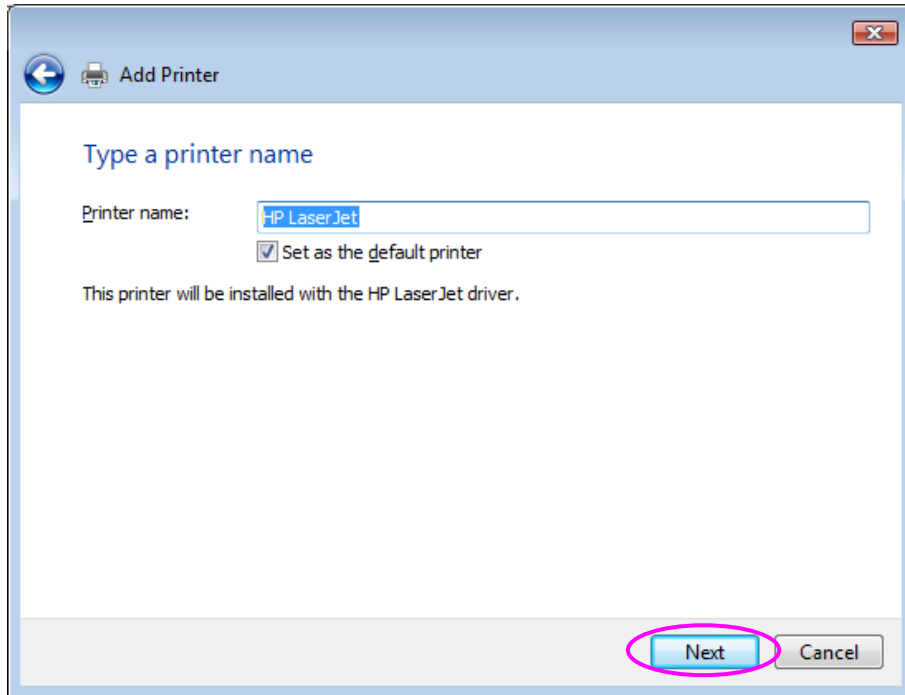 Add Printer
Type a printer name
Printer name: HP LaserJet
Set as the default printer
This printer will be installed with the HP LaserJet driver.
Next Cancel